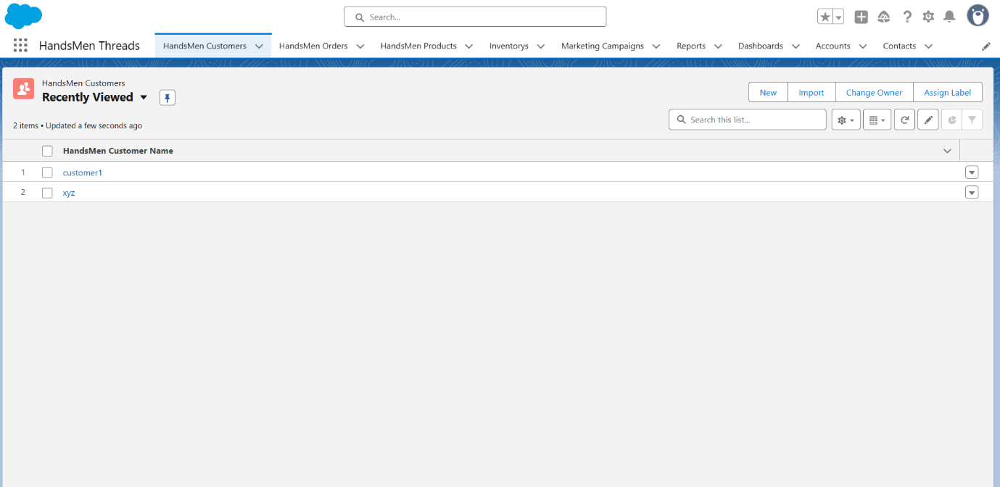 Search...
HandsMen Threads
HandsMen Customers
HandsMen Orders
HandsMen Products
Inventorys
Marketing Campaigns
Reports
Dashboards
Accounts
Contacts
HandsMen Customers
Recently Viewed
New
Import
Change Owner
Assign Label
2 items • Updated a few seconds ago
Search this list...
HandsMen Customer Name
1 customer1
2 xyz